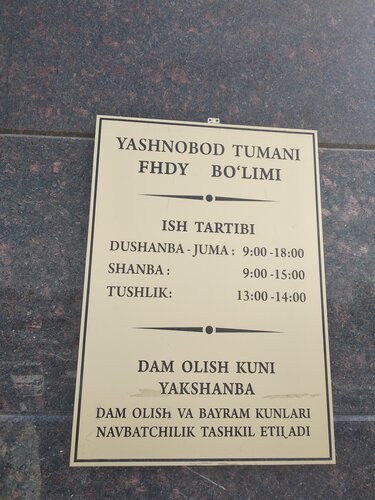 YASHNOBOD TUMANI
FHDY BO‘LIMI
ISH TARTIBI
DUSHANBA - JUMA : 9:00 -18:00
SHANBA : 9:00 -15:00
TUSHLIK: 13:00 -14:00
DAM OLISH KUNI
YAKSHANBA
DAM OLISh VA BAYRAM KUNLARI
NAVBATCHILIK TASHKIL ETILADI